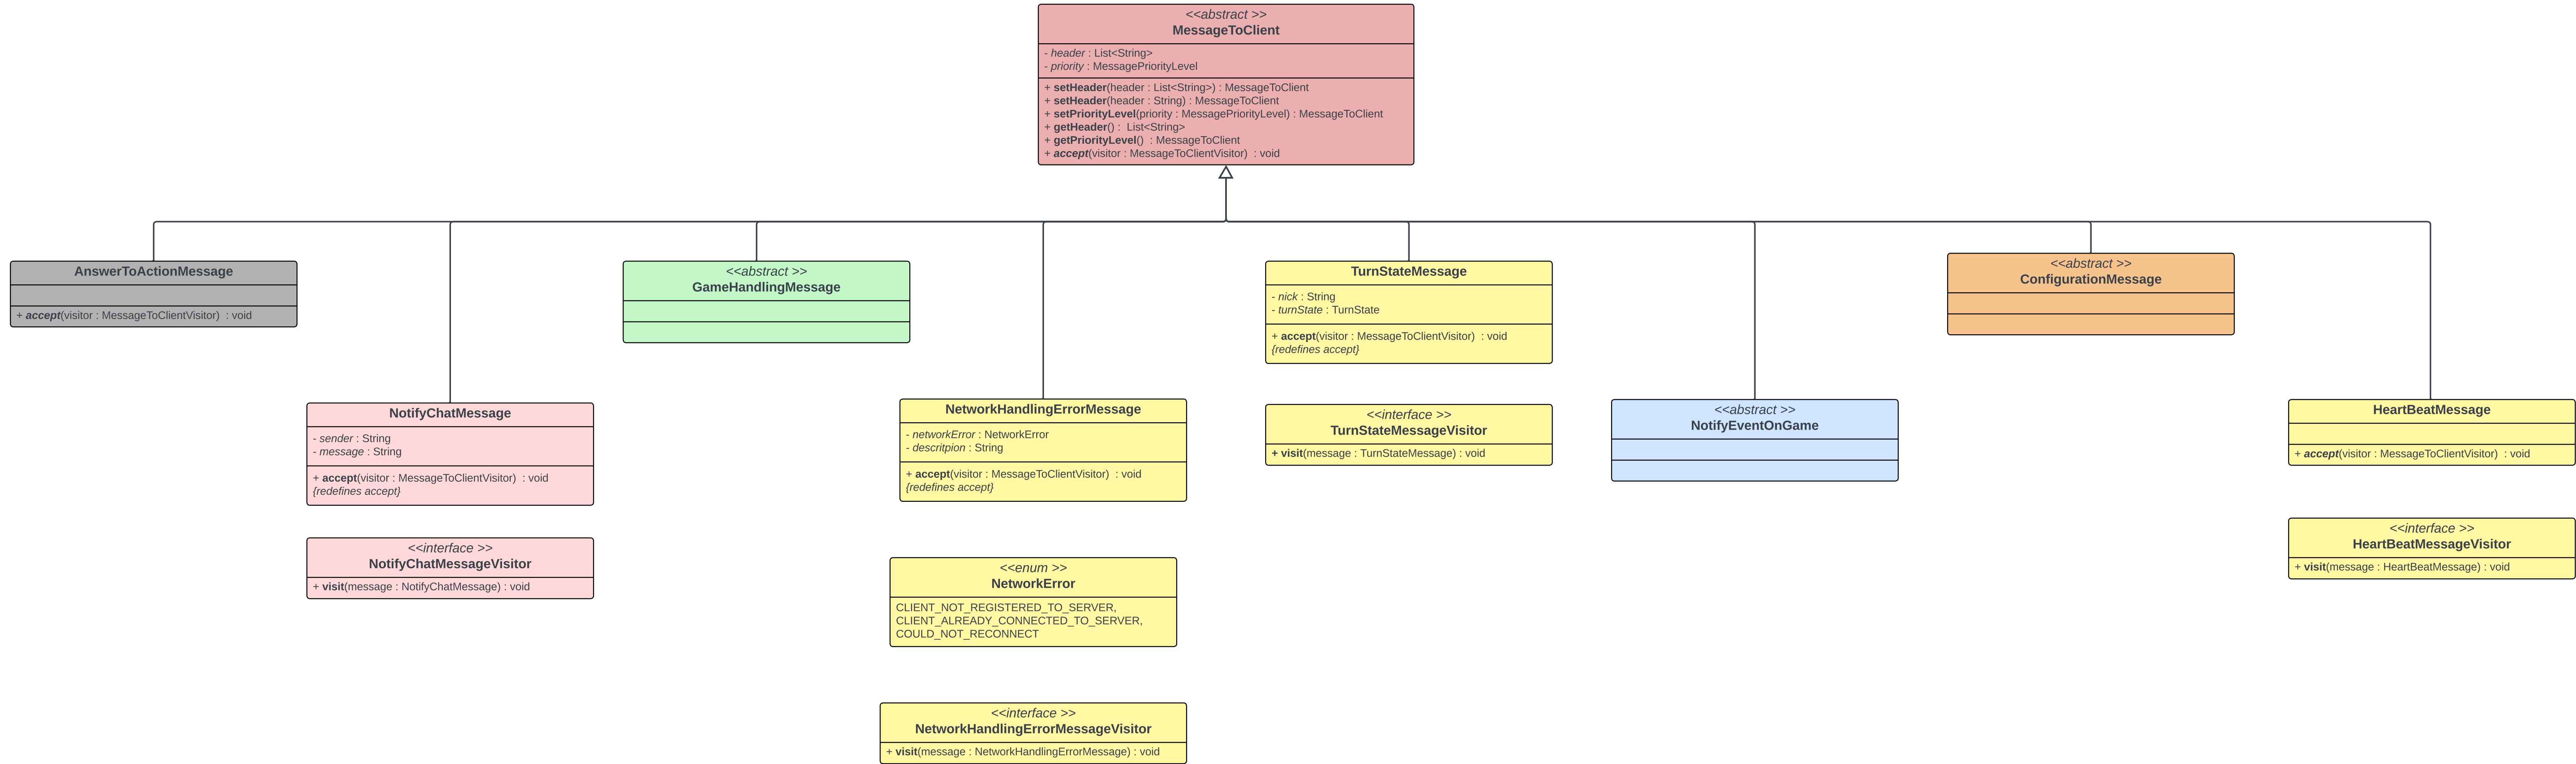 <<abstract >>
MessageToClient
- header : List<String>
- priority : MessagePriorityLevel
+ setHeader(header : List<String>) : MessageToClient
+ setHeader(header : String) : MessageToClient
+ setPriorityLevel(priority : MessagePriorityLevel) : MessageToClient
+ getHeader() :  List<String>
+ getPriorityLevel()  : MessageToClient
+ accept(visitor : MessageToClientVisitor)  : void
AnswerToActionMessage
+ accept(visitor : MessageToClientVisitor)  : void
<<abstract >>
GameHandlingMessage
TurnStateMessage
- nick : String
- turnState : TurnState
+ accept(visitor : MessageToClientVisitor)  : void
{redefines accept}
<<abstract >>
ConfigurationMessage
NotifyChatMessage
- sender : String
- message : String
+ accept(visitor : MessageToClientVisitor)  : void
{redefines accept}
NetworkHandlingErrorMessage
- networkError : NetworkError
- descritpion : String
+ accept(visitor : MessageToClientVisitor)  : void
{redefines accept}
<<interface >>
TurnStateMessageVisitor
+ visit(message : TurnStateMessage) : void
<<abstract >>
NotifyEventOnGame
HeartBeatMessage
+ accept(visitor : MessageToClientVisitor)  : void
<<interface >>
NotifyChatMessageVisitor
+ visit(message : NotifyChatMessage) : void
<<enum >>
NetworkError
CLIENT_NOT_REGISTERED_TO_SERVER,
CLIENT_ALREADY_CONNECTED_TO_SERVER,
COULD_NOT_RECONNECT
<<interface >>
HeartBeatMessageVisitor
+ visit(message : HeartBeatMessage) : void
<<interface >>
NetworkHandlingErrorMessageVisitor
+ visit(message : NetworkHandlingErrorMessage) : void